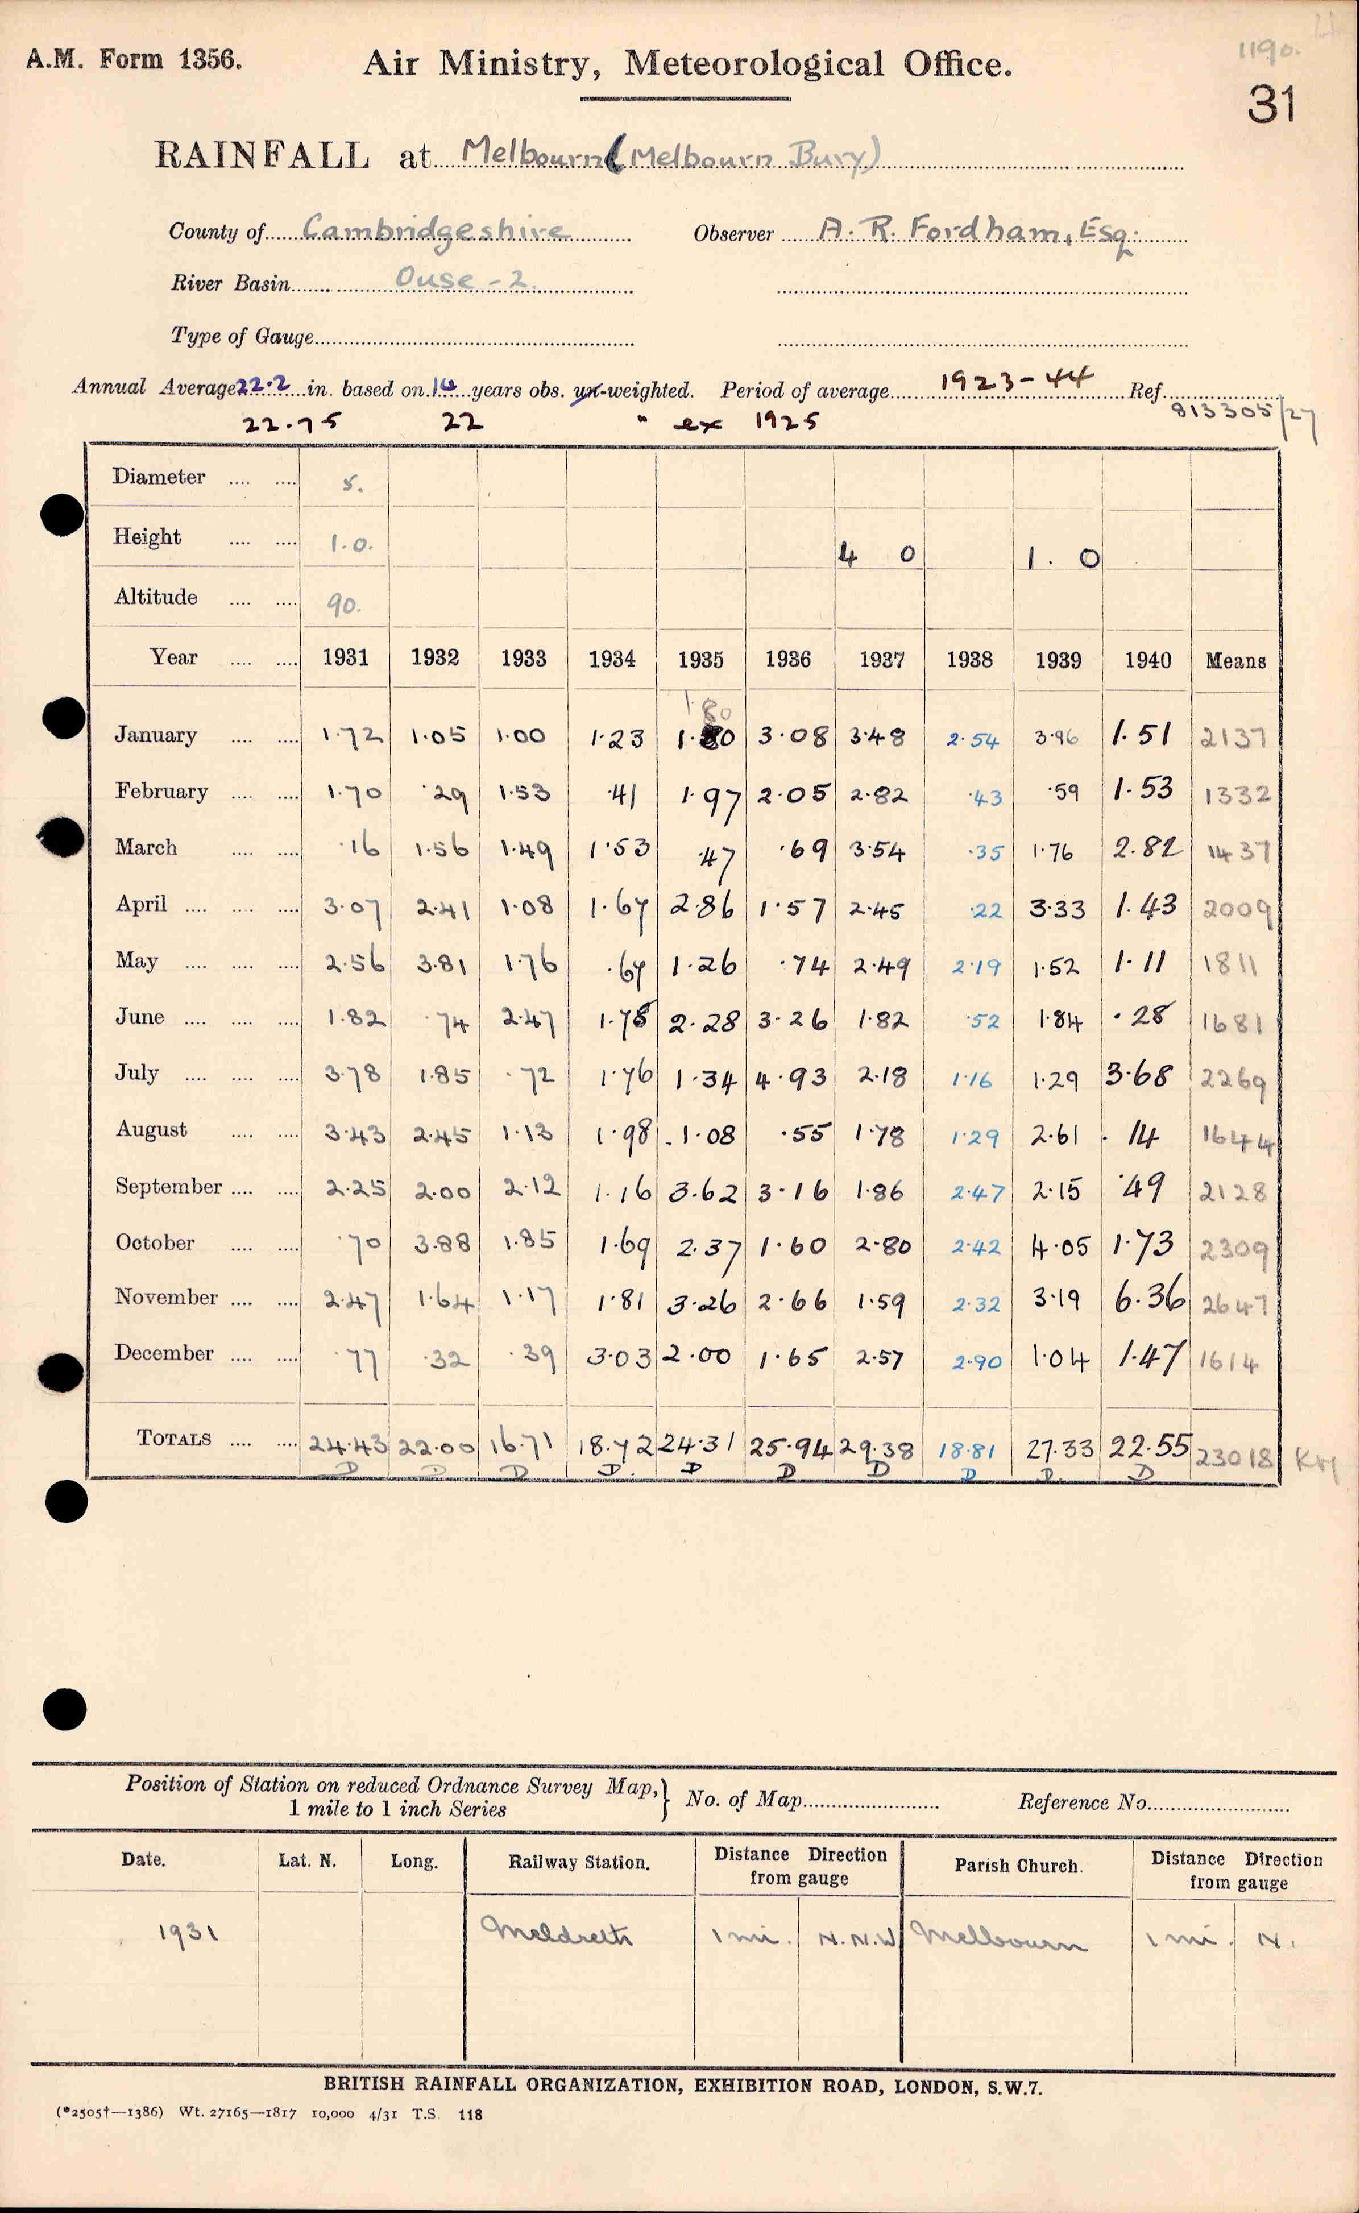 1190.
A.M. Form 1356. Air Ministry, Meteorological Office.
31
RAINFALL at Melbourn (Melbourn Bury)
County of Cambridgeshire Observer A. R. Fordham, Esq.
River Basin Ouse - 2.
Type of Gauge
Annual Average 22.2 in. based on 14 years obs. un-weighted. Period of average 1923-44 Ref. 813305/27
22.75 22 " ex 1925
Diameter 5.
Height 1.0. 4 0 1. 0
Altitude 90.
Year 1931 1932 1933 1934 1935 1936 1937 1938 1939 1940 Means
1.80
January 1.72 1.05 1.00 1.23 1.80 3.08 3.48 2.54 3.96 1.51 2137
February 1.70 .29 1.53 .41 1.97 2.05 2.82 .43 .59 1.53 1332
March .16 1.56 1.49 1.53 .47 .69 3.54 .35 1.76 2.82 1437
April 3.07 2.41 1.08 1.67 2.86 1.57 2.45 .22 3.33 1.43 2009
May 2.56 3.81 1.76 .67 1.26 .74 2.49 2.19 1.52 1.11 1811
June 1.82 .74 2.47 1.78 2.28 3.26 1.82 .52 1.84 .28 1681
July 3.78 1.85 .72 1.76 1.34 4.93 2.18 1.16 1.29 3.68 2269
August 3.43 2.45 1.13 1.98 1.08 .55 1.78 1.29 2.61 .14 1644
September 2.25 2.00 2.12 1.16 3.62 3.16 1.86 2.47 2.15 .49 2128
October .70 3.88 1.85 1.69 2.37 1.60 2.80 2.42 4.05 1.73 2309
November 2.47 1.64 1.17 1.81 3.26 2.66 1.59 2.32 3.19 6.36 2647
December .77 .32 .39 3.03 2.00 1.65 2.57 2.90 1.04 1.47 1614
TOTALS 24.43 22.00 16.71 18.72 24.31 25.94 29.38 18.81 27.33 22.55 23018
D D D D. D D D D D. D
Position of Station on reduced Ordnance Survey Map, } No. of Map Reference No.
1 mile to 1 inch Series
Date. Lat. N. Long. Railway Station. Distance Direction from gauge Parish Church. Distance Direction from gauge
1931 Meldreth 1 mi. N.N.W Melbourn 1 mi. N.
BRITISH RAINFALL ORGANIZATION, EXHIBITION ROAD, LONDON, S.W.7.
(*2505†—1386) Wt. 27165—1817 10,000 4/31 T.S. 118